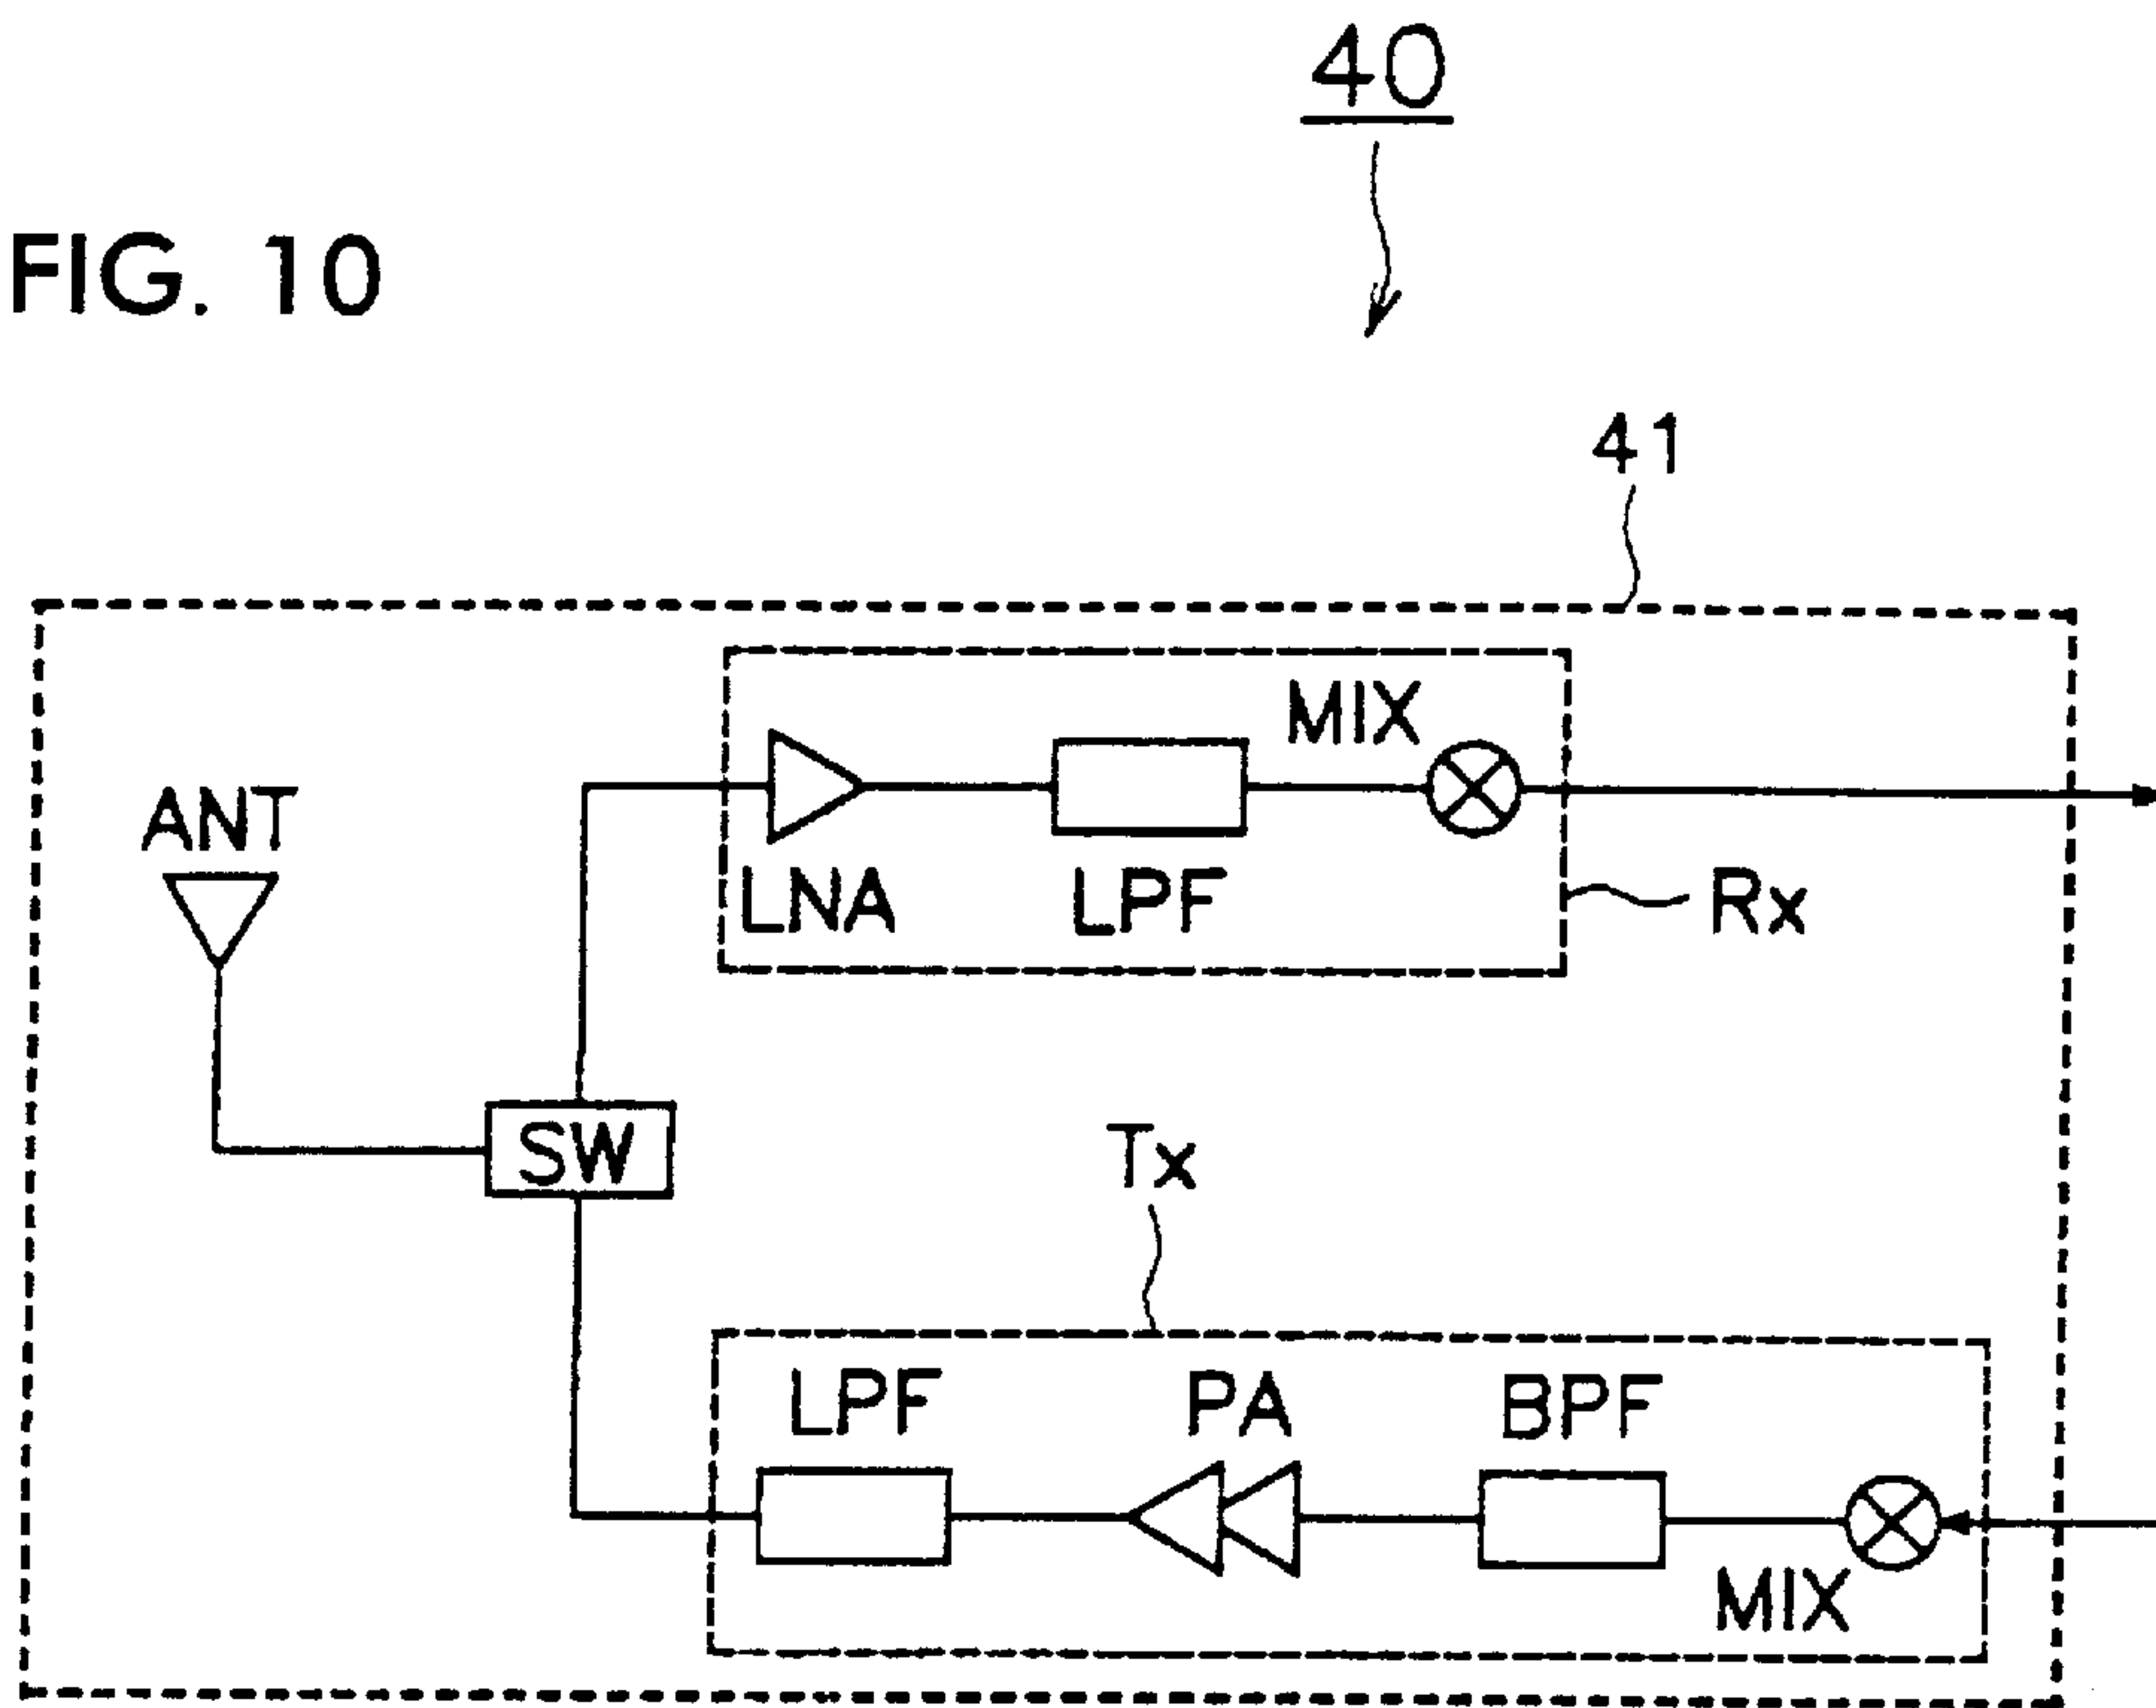 40
FIG. 10
41
MIX
ANT
LNA
LPF
Rx
SW
Tx
LPF
PA
BPF
MIX